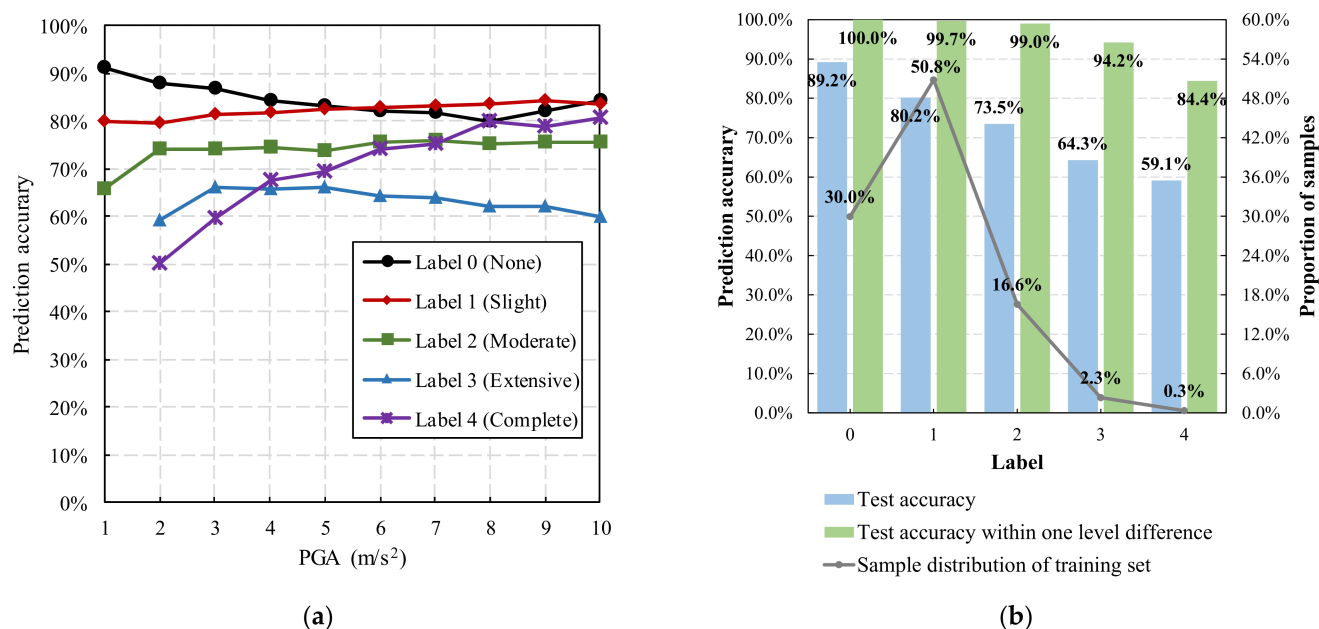 100%
90%
80%
70%
60%
50%
40%
30%
20%
10%
0%
Prediction accurary
1 2 3 4 5 6 7 8 9 10
PGA (m/s²)
Label 0 (None)
Label 1 (Slight)
Label 2 (Moderate)
Label 3 (Extensive)
Label 4 (Complete)
(a)
100.0%
90.0%
80.0%
70.0%
60.0%
50.0%
40.0%
30.0%
20.0%
10.0%
0.0%
Prediction accurary
100.0% 99.7% 99.0% 94.2% 84.4%
89.2% 80.2% 73.5% 64.3% 59.1%
30.0% 50.8% 16.6% 2.3% 0.3%
60.0%
54.0%
48.0%
42.0%
36.0%
30.0%
24.0%
18.0%
12.0%
6.0%
0.0%
Proportion of samples
0 1 2 3 4
Label
Test accuracy
Test accuracy within one level difference
Sample distribution of training set
(b)